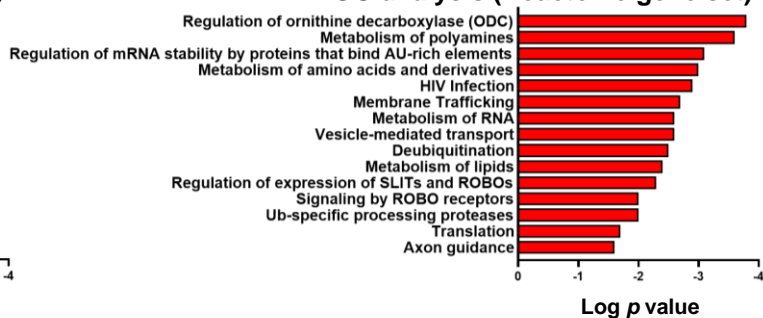 Regulation of ornithine decarboxylase (ODC)
Metabolism of polyamines
Regulation of mRNA stability by proteins that bind AU-rich elements
Metabolism of amino acids and derivatives
HIV Infection
Membrane Trafficking
Metabolism of RNA
Vesicle-mediated transport
Deubiquitination
Metabolism of lipids
Regulation of expression of SLITs and ROBOs
Signaling by ROBO receptors
Ub-specific processing proteases
Translation
Axon guidance
-4 0 -1 -2 -3 -4
Log p value